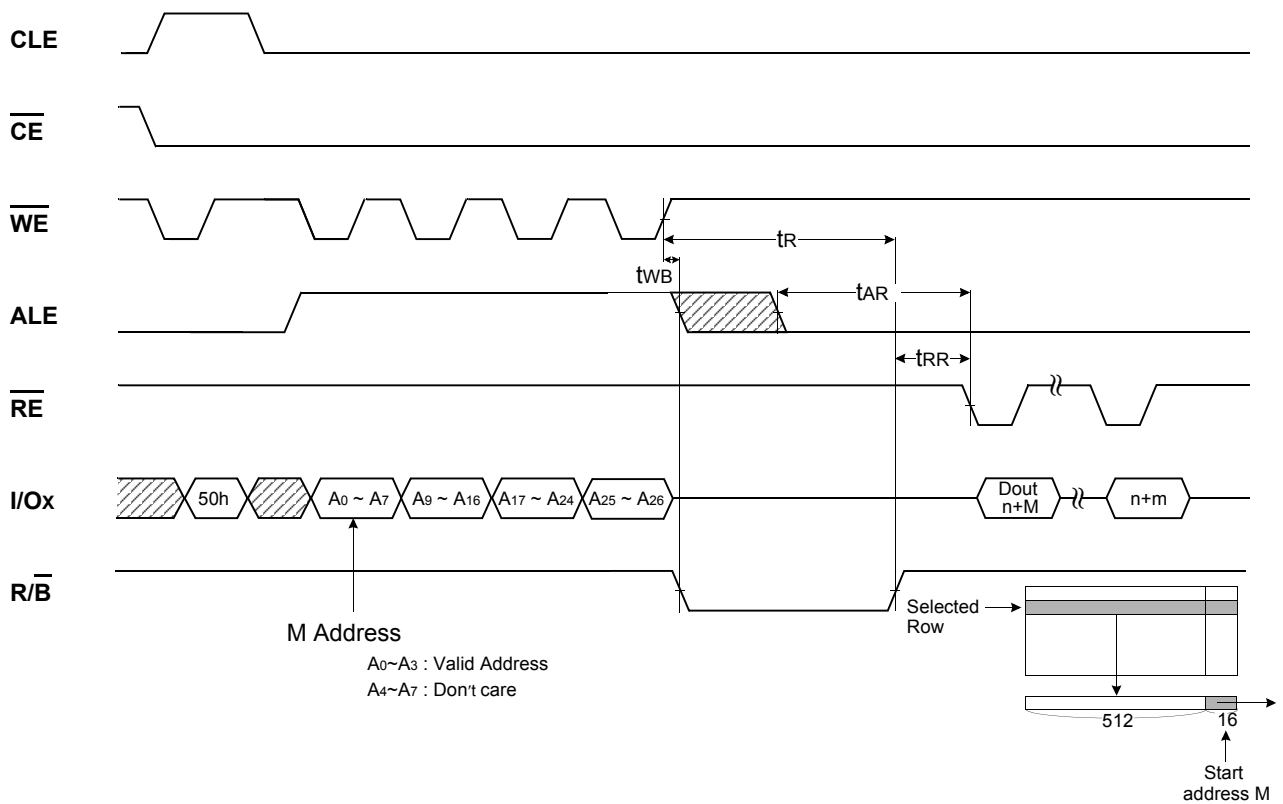 CLE
CE
WE
tR
tWB
ALE
tAR
tRR
RE
I/Ox
50h
A0 ~ A7
A9 ~ A16
A17 ~ A24
A25 ~ A26
Dout
n+M
n+m
R/B
M Address
A0~A3 : Valid Address
A4~A7 : Don't care
Selected
Row
512
16
Start
address M